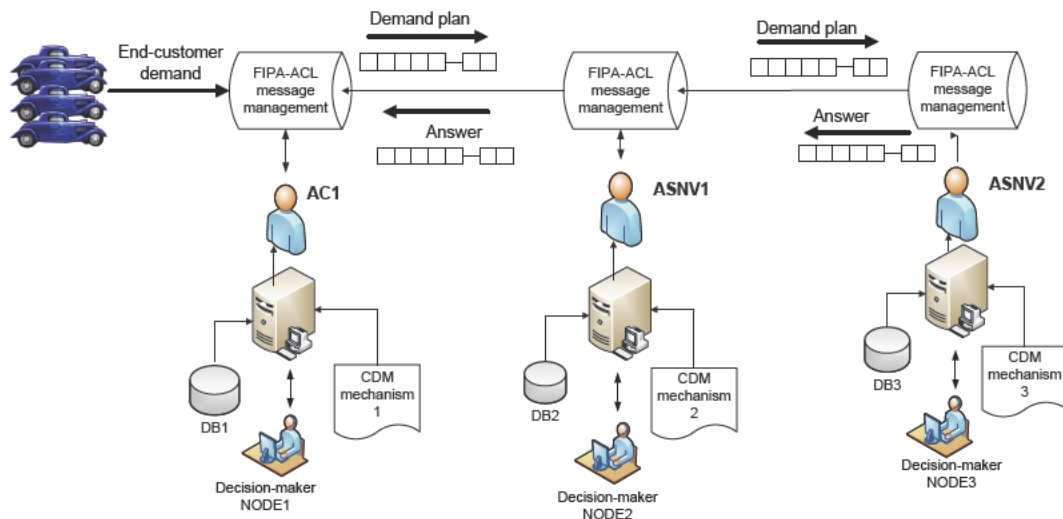 End-customer
demand
Demand plan
Demand plan
FIPA-ACL
message
management
FIPA-ACL
message
management
FIPA-ACL
message
management
Answer
Answer
AC1
ASNV1
ASNV2
DB1
CDM
mechanism
1
DB2
CDM
mechanism
2
DB3
CDM
mechanism
3
Decision-maker
NODE1
Decision-maker
NODE2
Decision-maker
NODE3